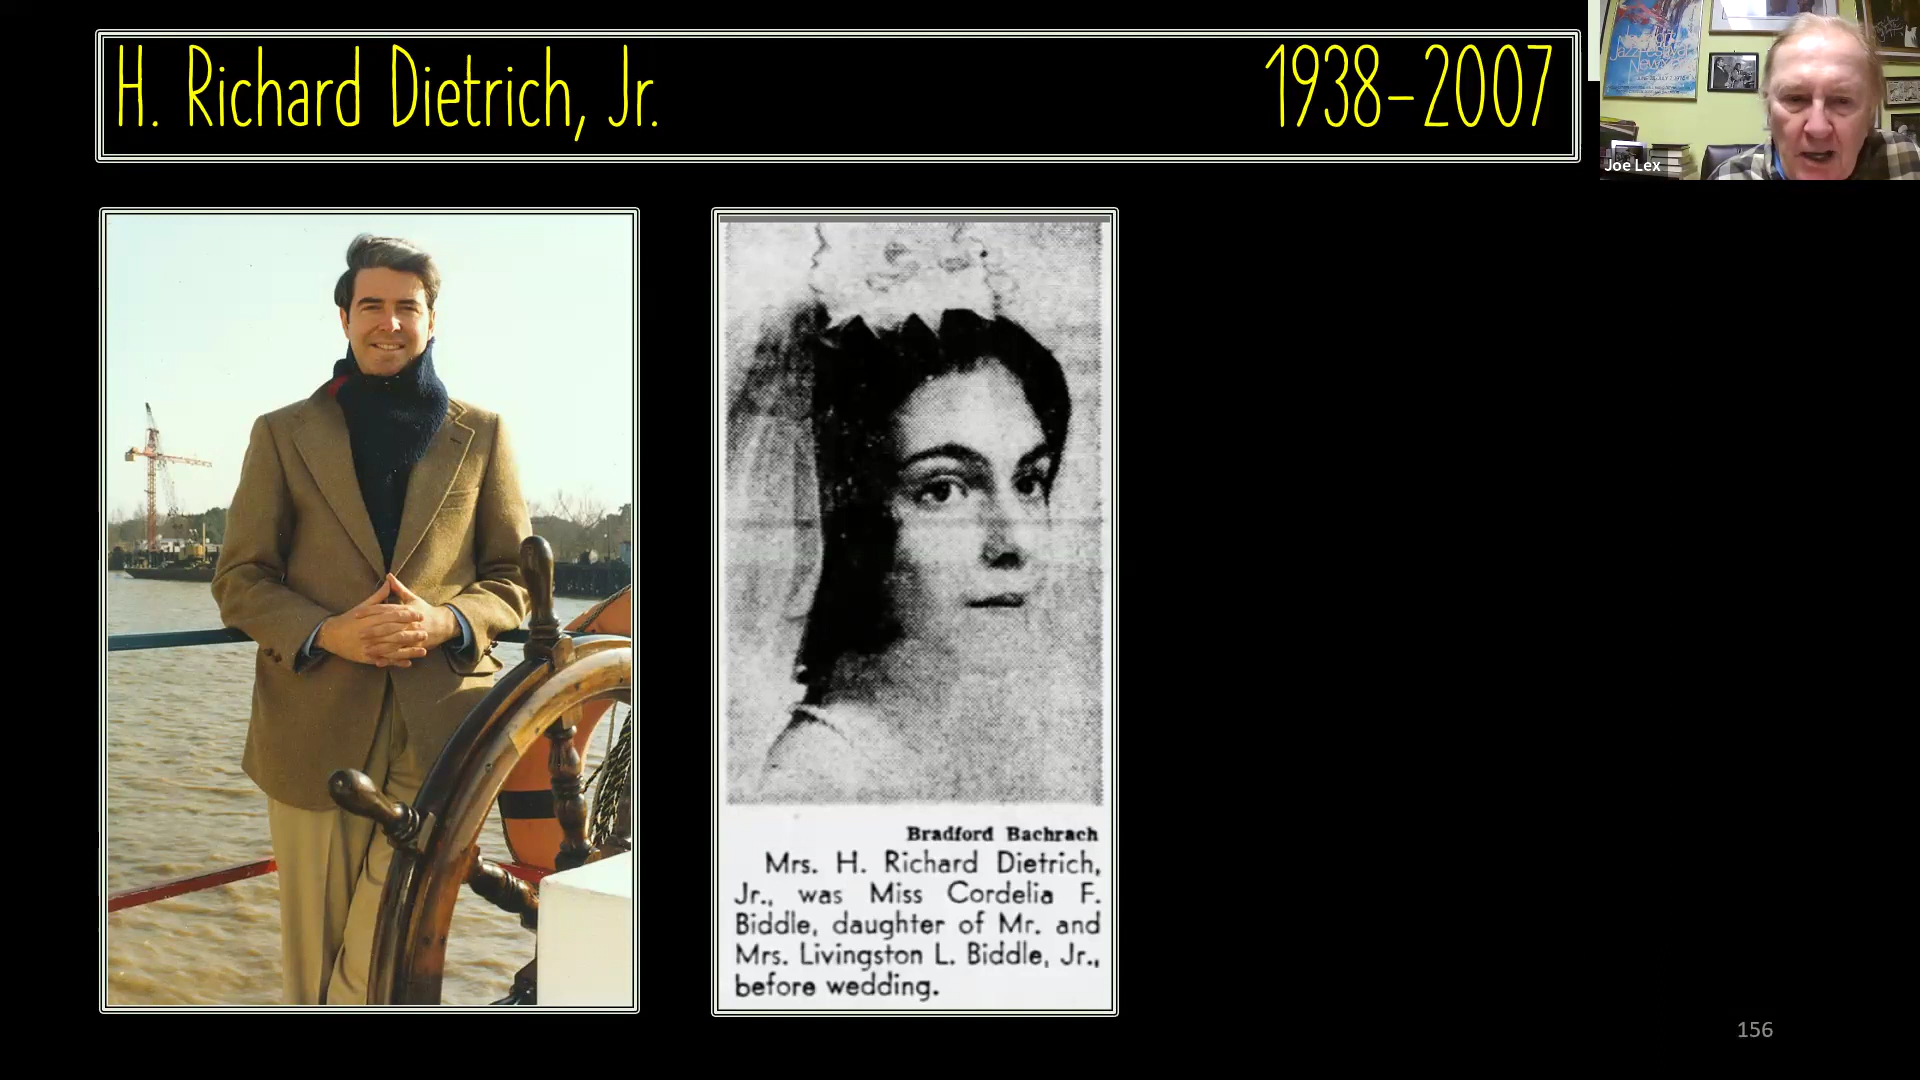 H. Richard Dietrich, Jr. 1938-2007
Joe Lex
Bradford Bachrach
Mrs. H. Richard Dietrich,
Jr., was Miss Cordelia F.
Biddle, daughter of Mr. and
Mrs. Livingston L. Biddle, Jr.,
before wedding.
156